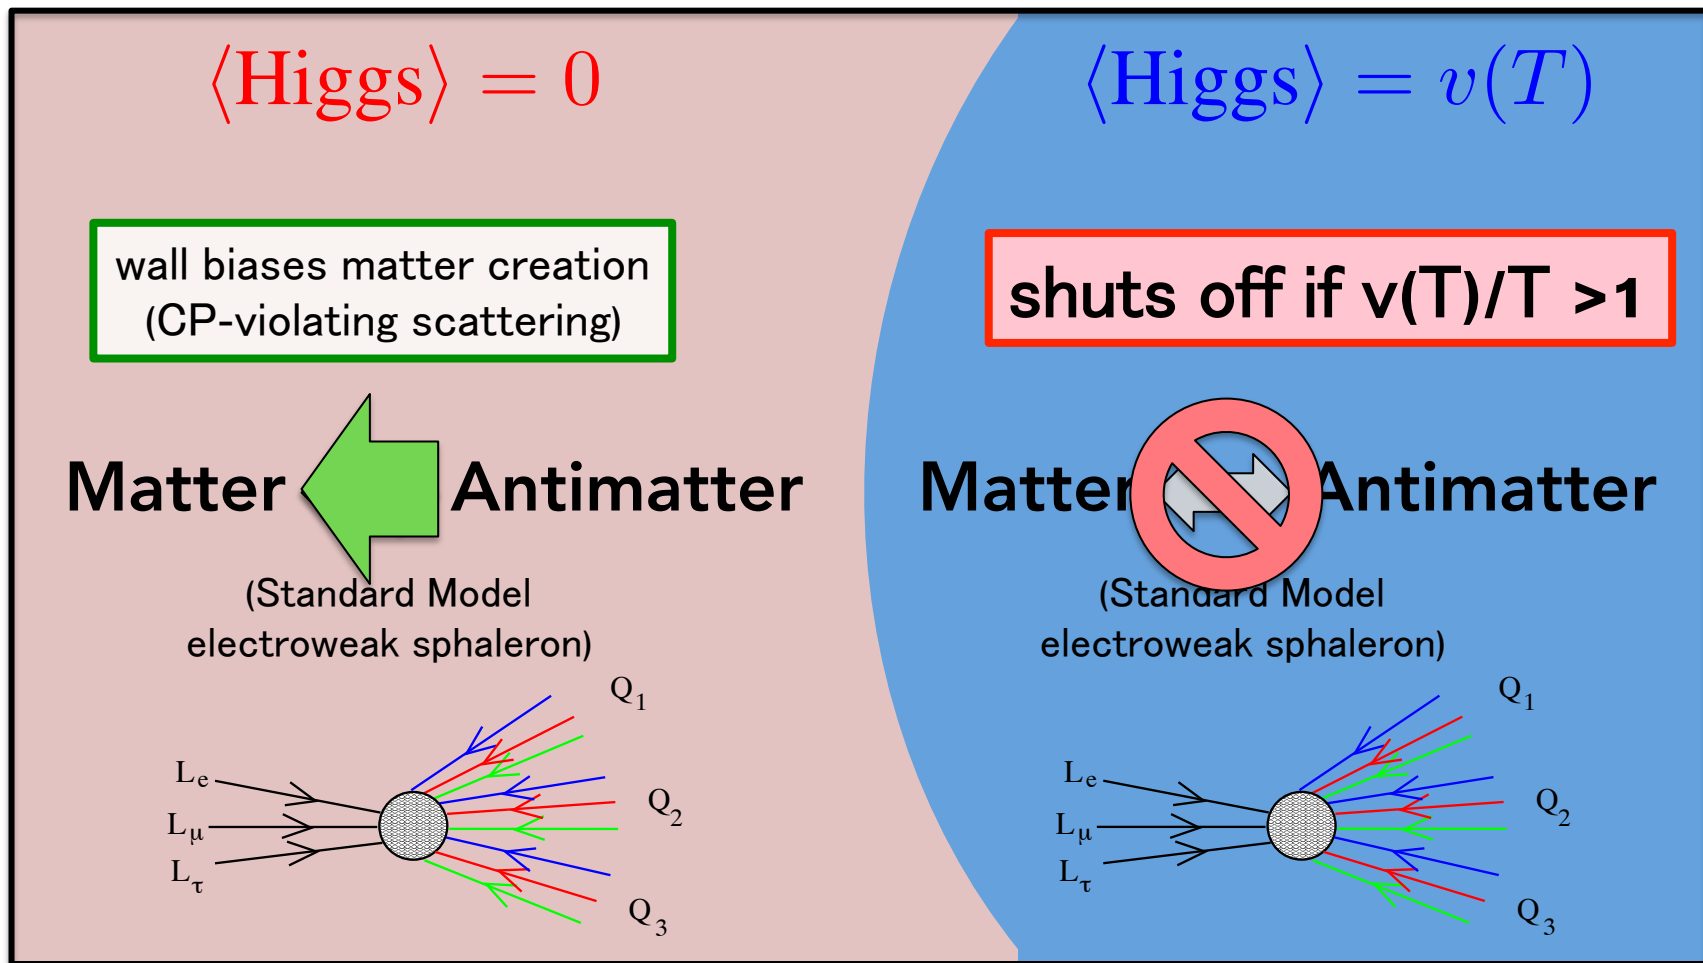 ⟨Higgs⟩ = 0
wall biases matter creation
(CP-violating scattering)
Matter Antimatter
(Standard Model
electroweak sphaleron)
Q1
Le
Q2
Lμ
Lτ
Q3
⟨Higgs⟩ = v(T)
shuts off if v(T)/T >1
Matter Antimatter
(Standard Model
electroweak sphaleron)
Q1
Le
Q2
Lμ
Lτ
Q3